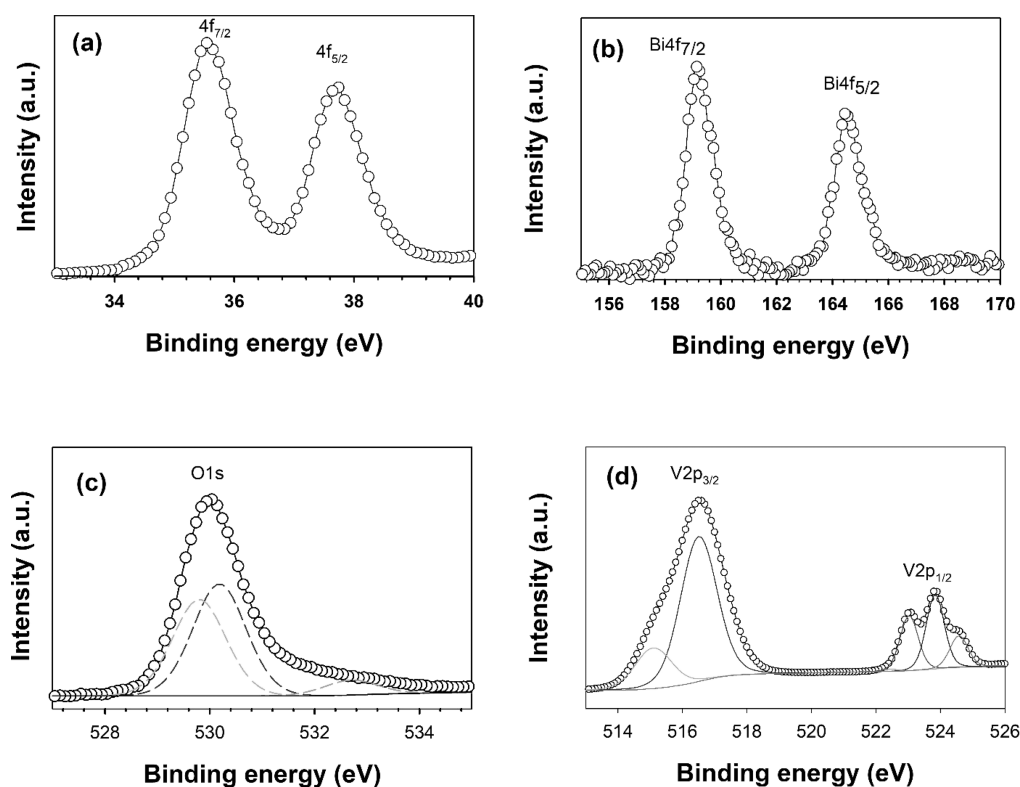 (a)
4f7/2
4f5/2
Intensity (a.u.)
34 36 38 40
Binding energy (eV)
(b)
Bi4f7/2
Bi4f5/2
Intensity (a.u.)
156 158 160 162 164 166 168 170
Binding energy (eV)
(c)
O1s
Intensity (a.u.)
528 530 532 534
Binding energy (eV)
(d)
V2p3/2
V2p1/2
Intensity (a.u.)
514 516 518 520 522 524 526
Binding energy (eV)